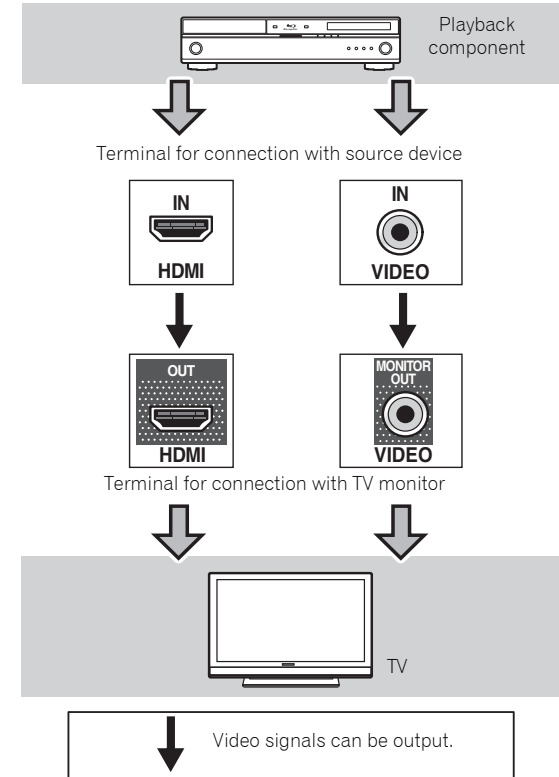 Playback
component
Terminal for connection with source device
IN
HDMI
IN
VIDEO
OUT
HDMI
MONITOR
OUT
VIDEO
Terminal for connection with TV monitor
TV
Video signals can be output.